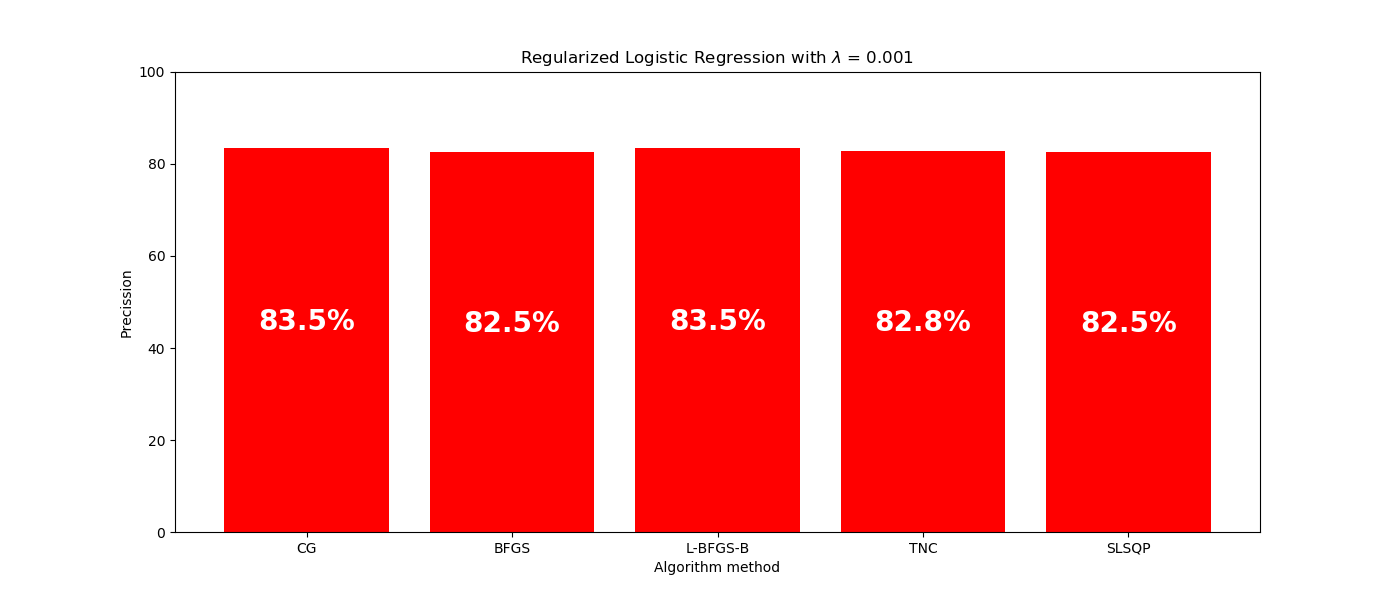 Regularized Logistic Regression with λ = 0.001
100
80
60
40
20
0
Precission
83.5%
82.5%
83.5%
82.8%
82.5%
CG
BFGS
L-BFGS-B
TNC
SLSQP
Algorithm method